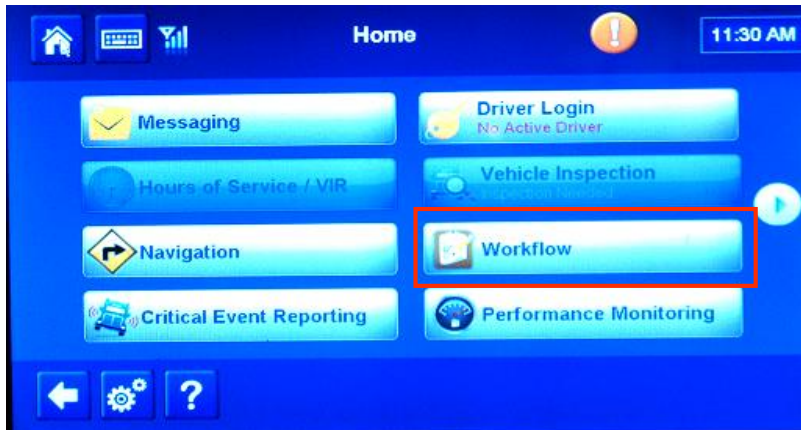 Home
11:30 AM
Messaging
Driver Login
No Active Driver
Hours of Service / VIR
Vehicle Inspection
Inspection Needed
Navigation
Workflow
Critical Event Reporting
Performance Monitoring
?